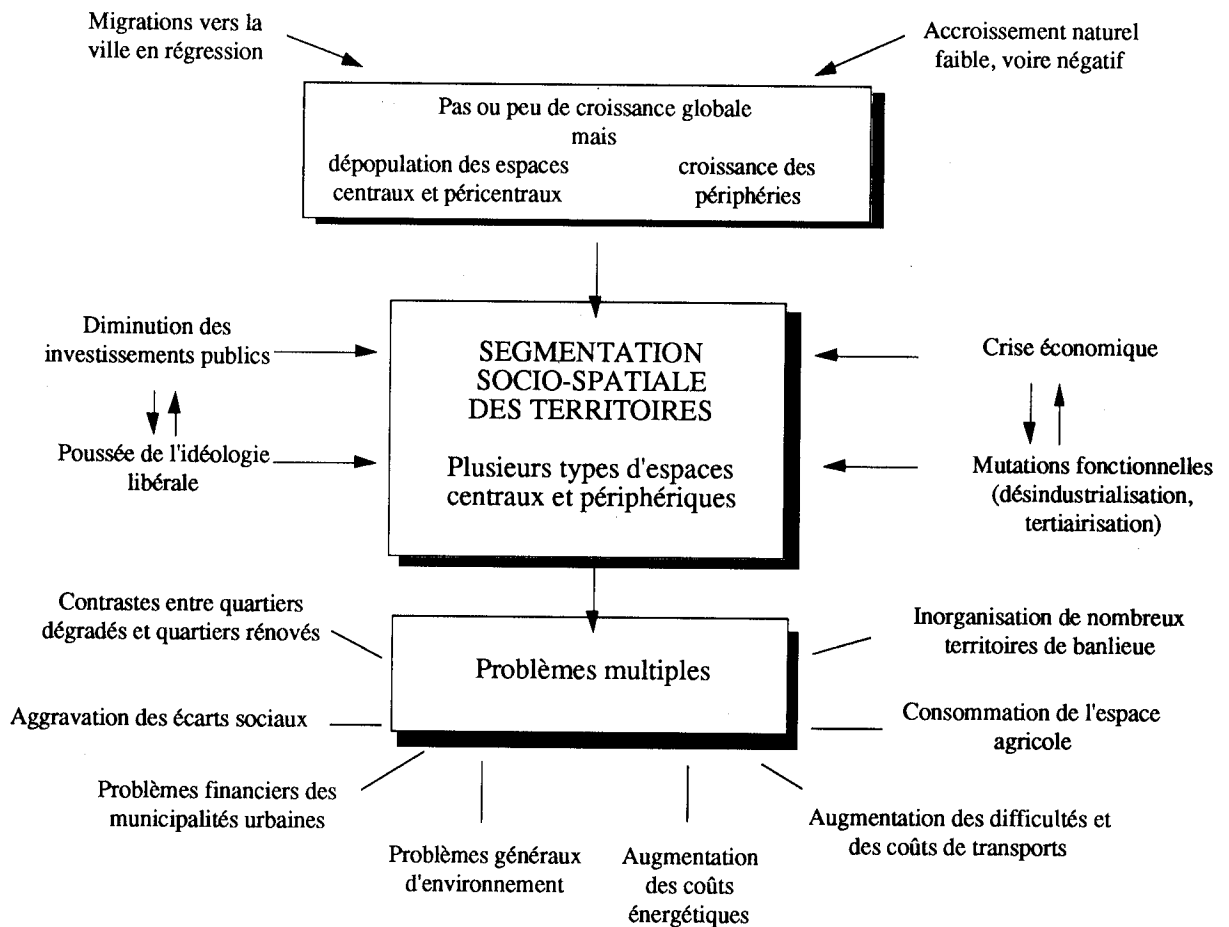 Migrations vers la
ville en régression
Accroissement naturel
faible, voire négatif
Pas ou peu de croissance globale
mais
dépopulation des espaces
centraux et péricentraux
croissance des
périphéries
Diminution des
investissements publics
Poussée de l'idéologie
libérale
SEGMENTATION
SOCIO-SPATIALE
DES TERRITOIRES
Plusieurs types d'espaces
centraux et périphériques
Crise économique
Mutations fonctionnelles
(désindustrialisation,
tertiairisation)
Contrastes entre quartiers
dégradés et quartiers rénovés
Problèmes multiples
Inorganisation de nombreux
territoires de banlieue
Aggravation des écarts sociaux
Consommation de l'espace
agricole
Problèmes financiers des
municipalités urbaines
Problèmes généraux
d'environnement
Augmentation
des coûts
énergétiques
Augmentation des difficultés et
des coûts de transports